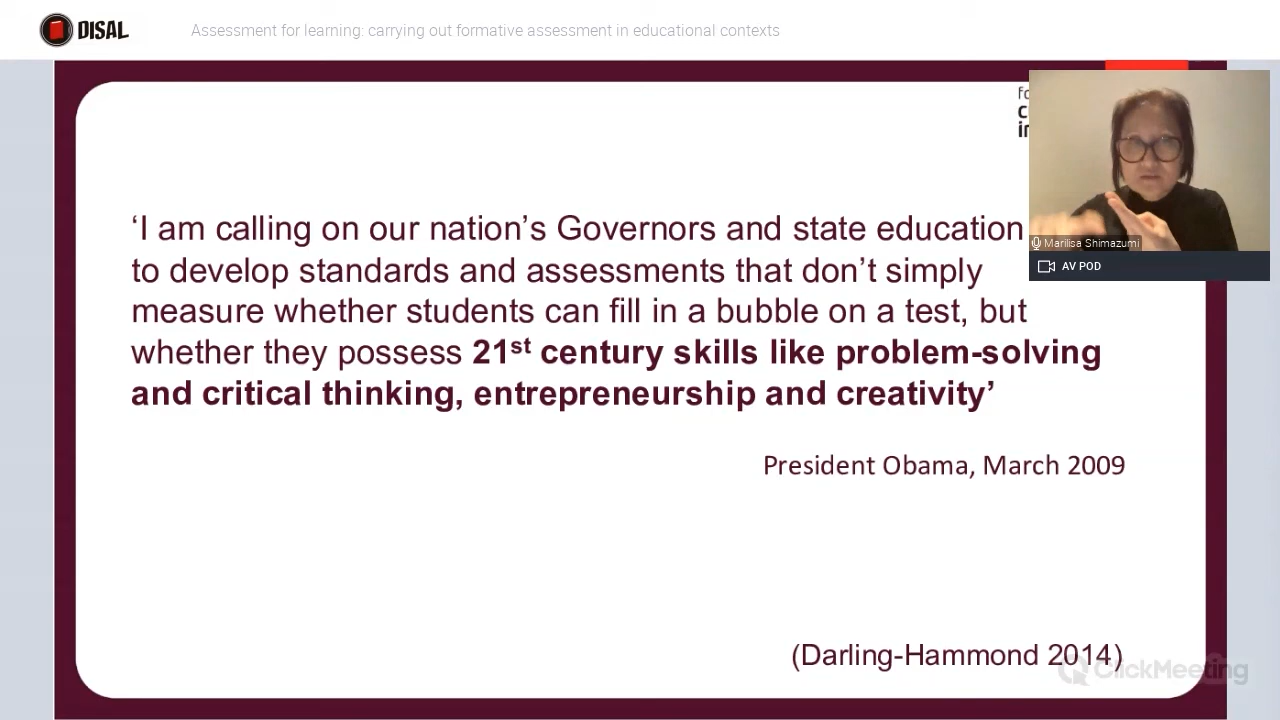 DISAL
Assessment for learning: carrying out formative assessment in educational contexts
‘I am calling on our nation’s Governors and state education
to develop standards and assessments that don’t simply
measure whether students can fill in a bubble on a test, but
whether they possess 21st century skills like problem-solving
and critical thinking, entrepreneurship and creativity’
President Obama, March 2009
(Darling-Hammond 2014)
Marilisa Shimazumi
AV POD
ClickMeeting